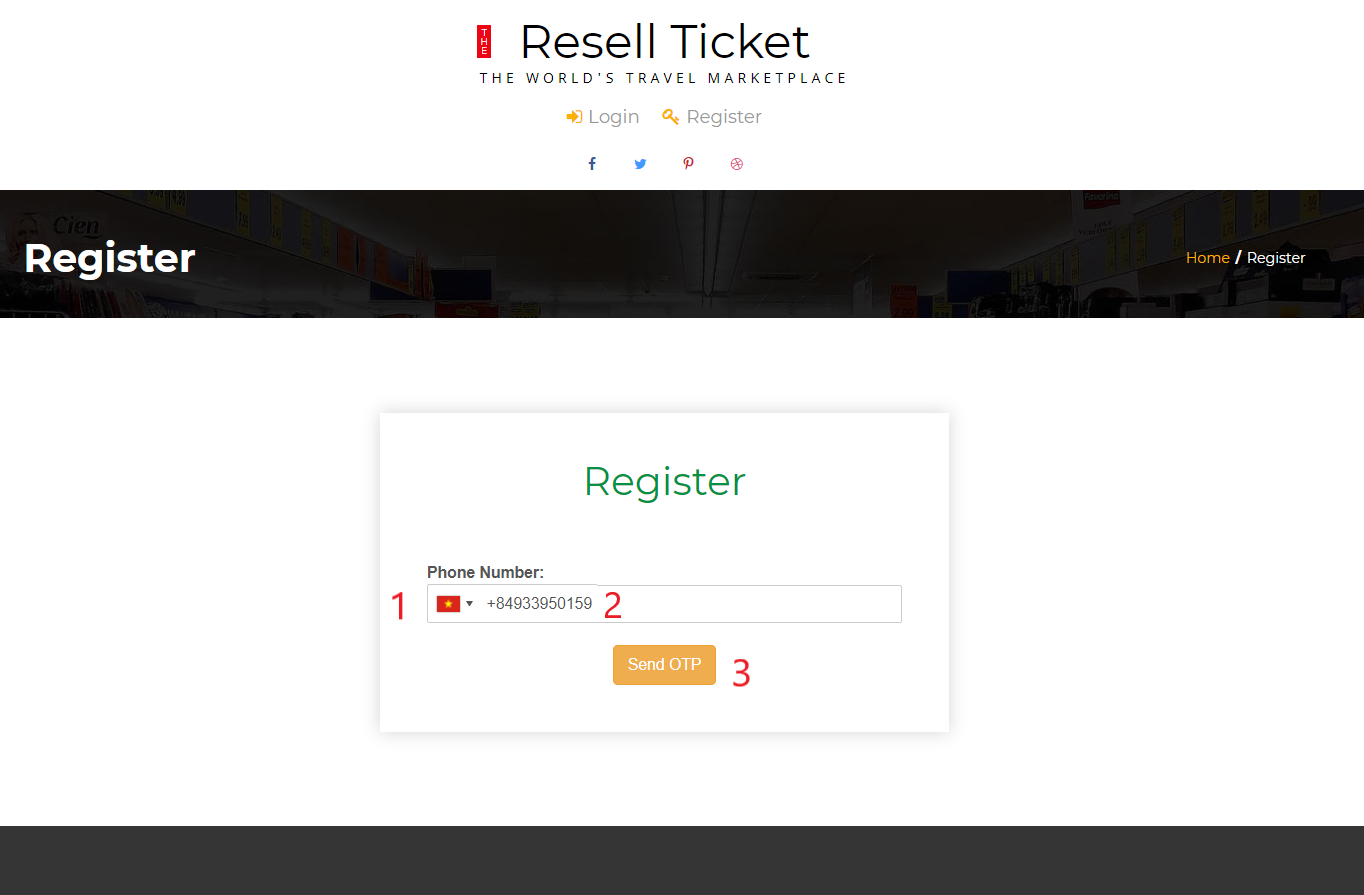 THE Resell Ticket
THE WORLD'S TRAVEL MARKETPLACE
Login Register
Cien
Register
Home / Register
Register
Phone Number:
1 +84933950159 2
Send OTP 3